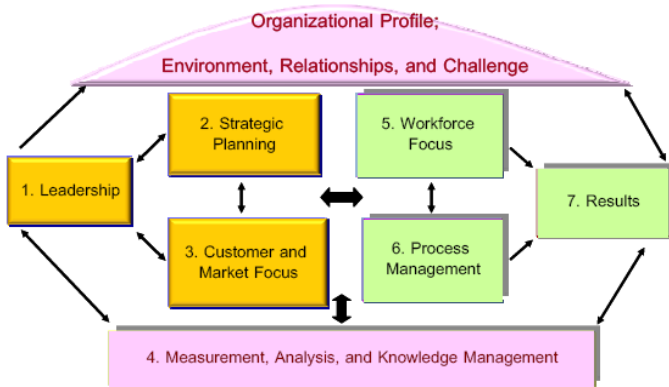 Organizational Profile;
Environment, Relationships, and Challenge
2. Strategic
Planning
5. Workforce
Focus
1. Leadership
7. Results
3. Customer and
Market Focus
6. Process
Management
4. Measurement, Analysis, and Knowledge Management